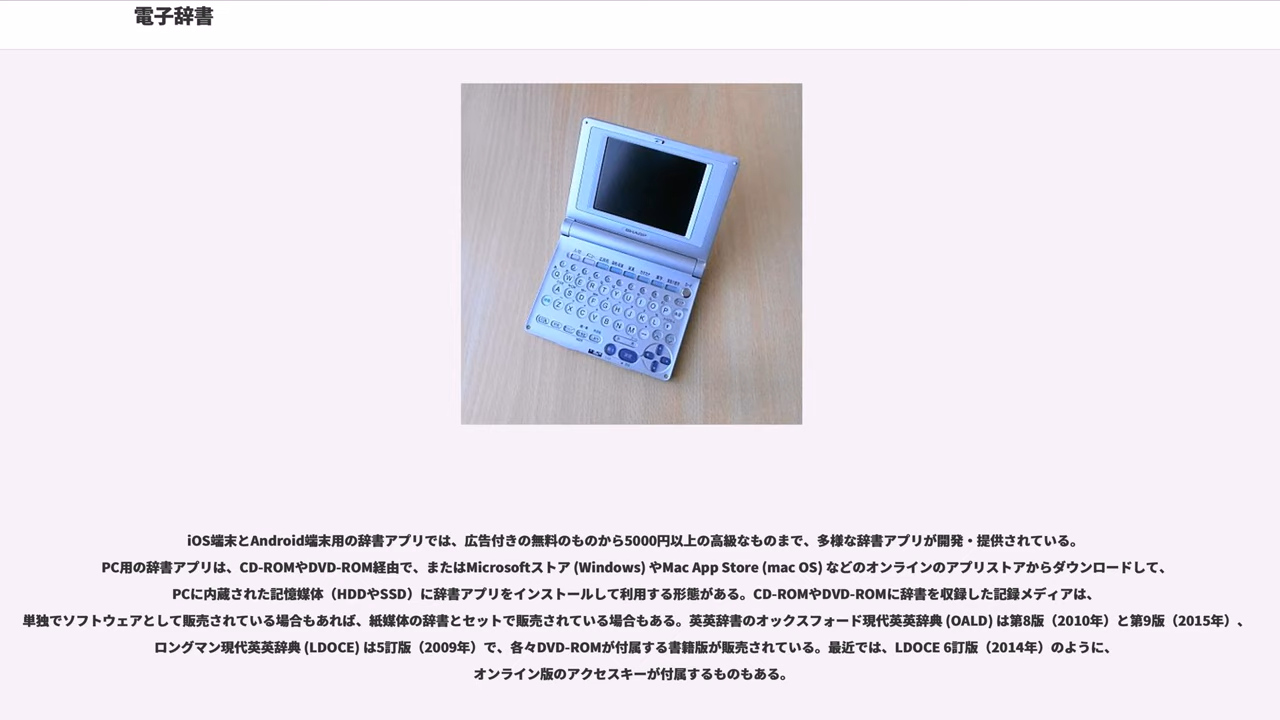 電子辞書
SHARP
Q W E R T Y U I O P
A S D F G H J K L
Z X C V B N M
iOS端末とAndroid端末用の辞書アプリでは、広告付きの無料のものから5000円以上の高級なものまで、多様な辞書アプリが開発・提供されている。
PC用の辞書アプリは、CD-ROMやDVD-ROM経由で、またはMicrosoftストア (Windows) やMac App Store (mac OS) などのオンラインのアプリストアからダウンロードして、
PCに内蔵された記憶媒体（HDDやSSD）に辞書アプリをインストールして利用する形態がある。CD-ROMやDVD-ROMに辞書を収録した記録メディアは、
単独でソフトウェアとして販売されている場合もあれば、紙媒体の辞書とセットで販売されている場合もある。英英辞書のオックスフォード現代英英辞典 (OALD) は第8版（2010年）と第9版（2015年）、
ロングマン現代英英辞典 (LDOCE) は5訂版（2009年）で、各々DVD-ROMが付属する書籍版が販売されている。最近では、LDOCE 6訂版（2014年）のように、
オンライン版のアクセスキーが付属するものもある。